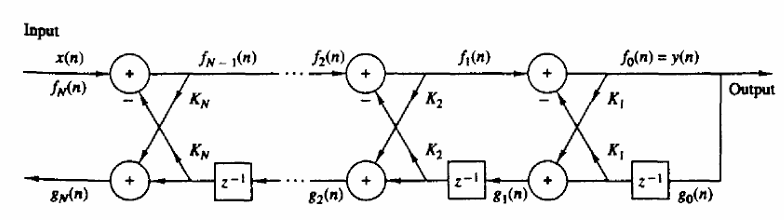 Input
x(n) f_{N−1}(n) ... f_2(n) f_1(n) f_0(n) = y(n)
+ + +
f_N(n) Output
− K_N − K_2 − K_1
K_N K_2 K_1
+ z^{−1} ... + z^{−1} + z^{−1}
g_N(n) g_2(n) g_1(n) g_0(n)